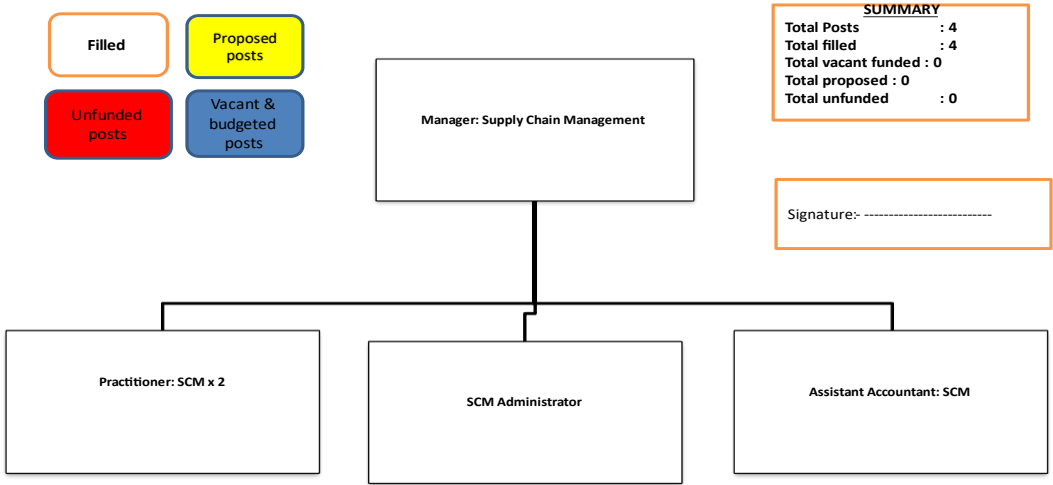 Filled
Proposed
posts
Unfunded
posts
Vacant &
budgeted
posts
SUMMARY
Total Posts : 4
Total filled : 4
Total vacant funded : 0
Total proposed : 0
Total unfunded : 0
Manager: Supply Chain Management
Signature:- --------------------------
Practitioner: SCM x 2
SCM Administrator
Assistant Accountant: SCM